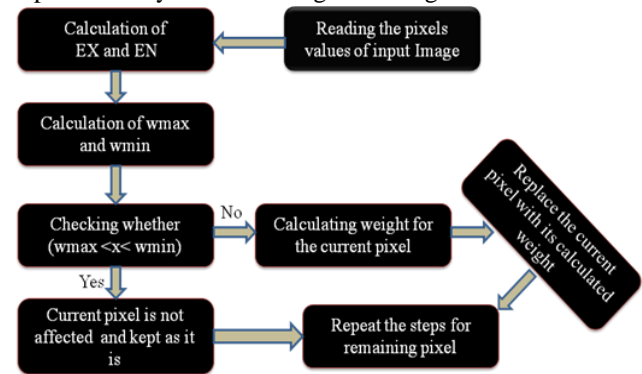 Calculation of
EX and EN
Reading the pixels
values of input Image
Calculation of wmax
and wmin
Checking whether
(wmax <x< wmin)
No
Calculating weight for
the current pixel
Replace the current
pixel with its calculated
weight
Yes
Current pixel is not
affected and kept as it
is
Repeat the steps for
remaining pixel